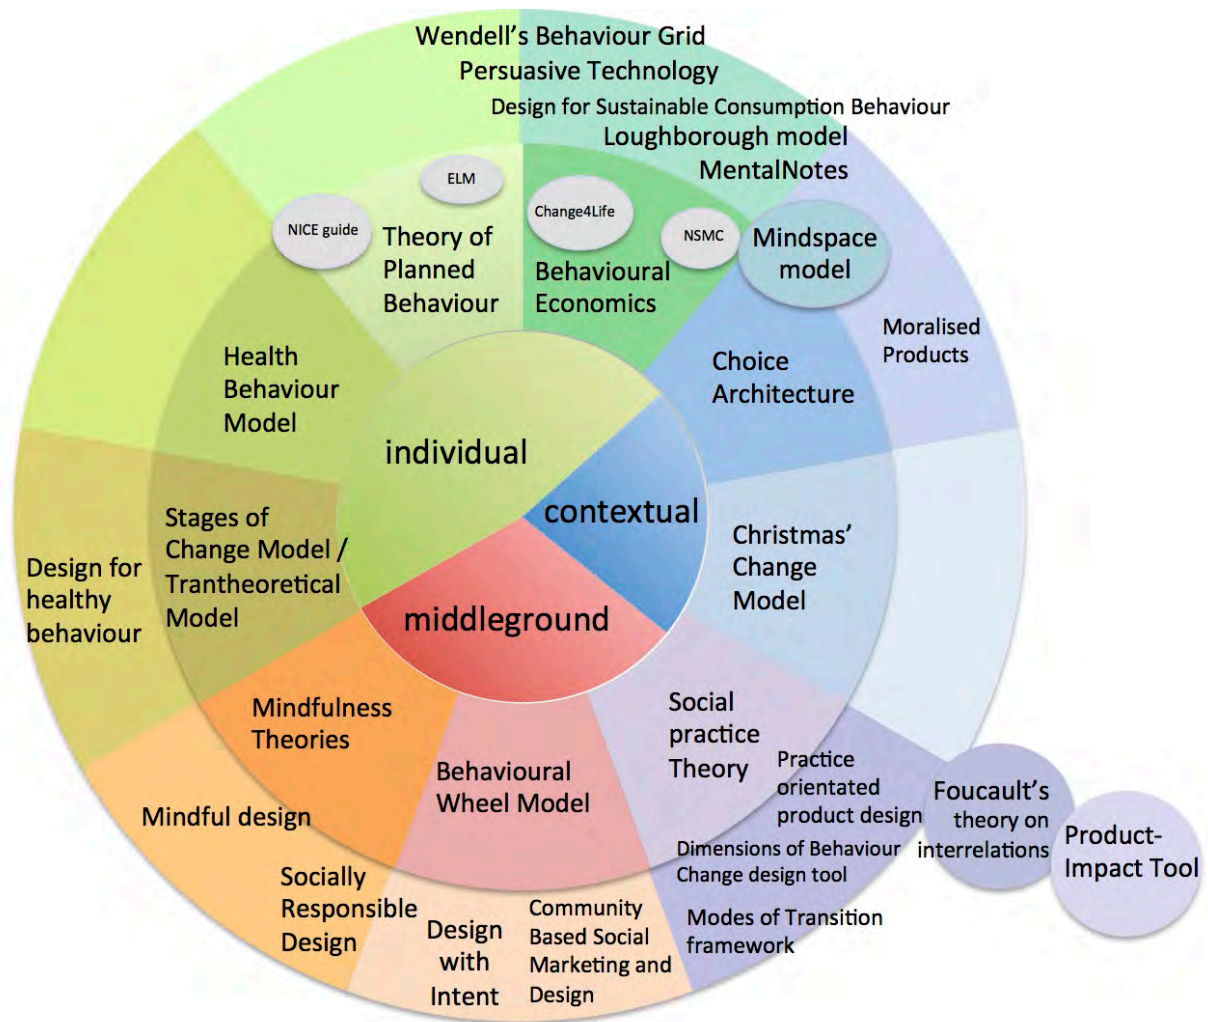 Wendell's Behaviour Grid
Persuasive Technology
Design for Sustainable Consumption Behaviour
Loughborough model
MentalNotes
ELM
NICE guide
Change4Life
NSMC
Mindspace
model
Theory of
Planned
Behaviour
Behavioural
Economics
Moralised
Products
Health
Behaviour
Model
Choice
Architecture
individual
contextual
middleground
Stages of
Change Model /
Trantheoretical
Model
Christmas'
Change
Model
Design for
healthy
behaviour
Mindfulness
Theories
Behavioural
Wheel Model
Social
practice
Theory
Practice
orientated
product design
Foucault's
theory on
interrelations
Product-
Impact Tool
Mindful design
Dimensions of Behaviour
Change design tool
Socially
Responsible
Design
Design
with
Intent
Community
Based Social
Marketing and
Design
Modes of Transition
framework